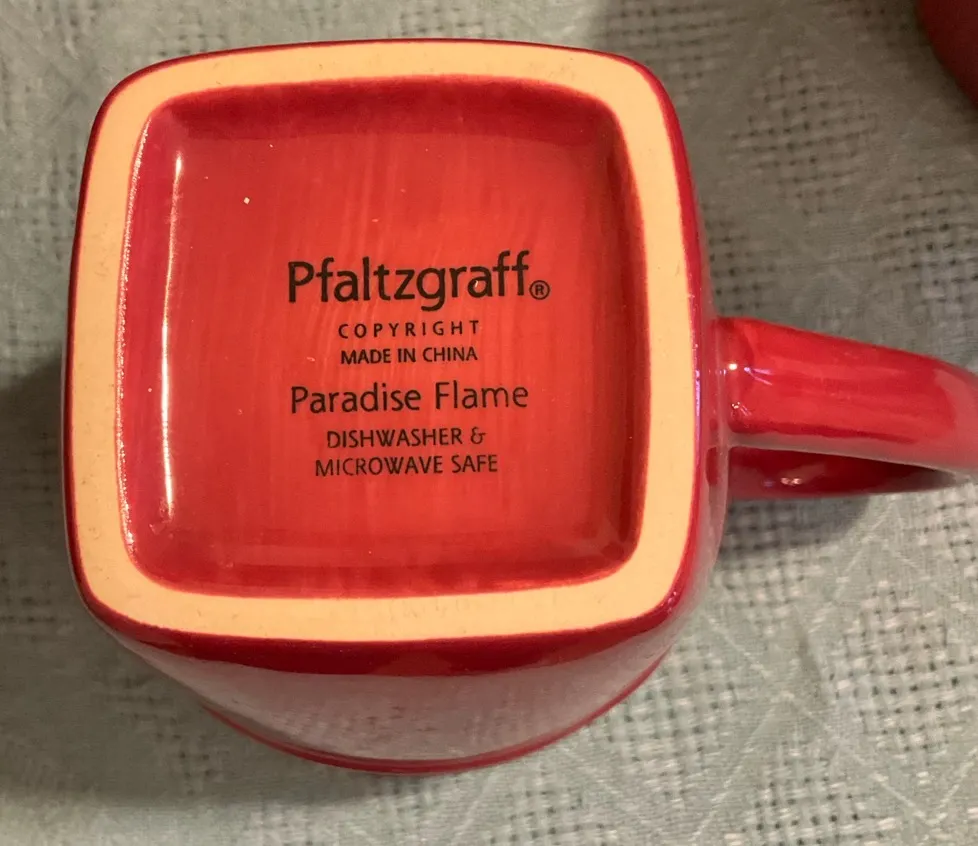 Pfaltzgraff®
COPYRIGHT
MADE IN CHINA
Paradise Flame
DISHWASHER &
MICROWAVE SAFE